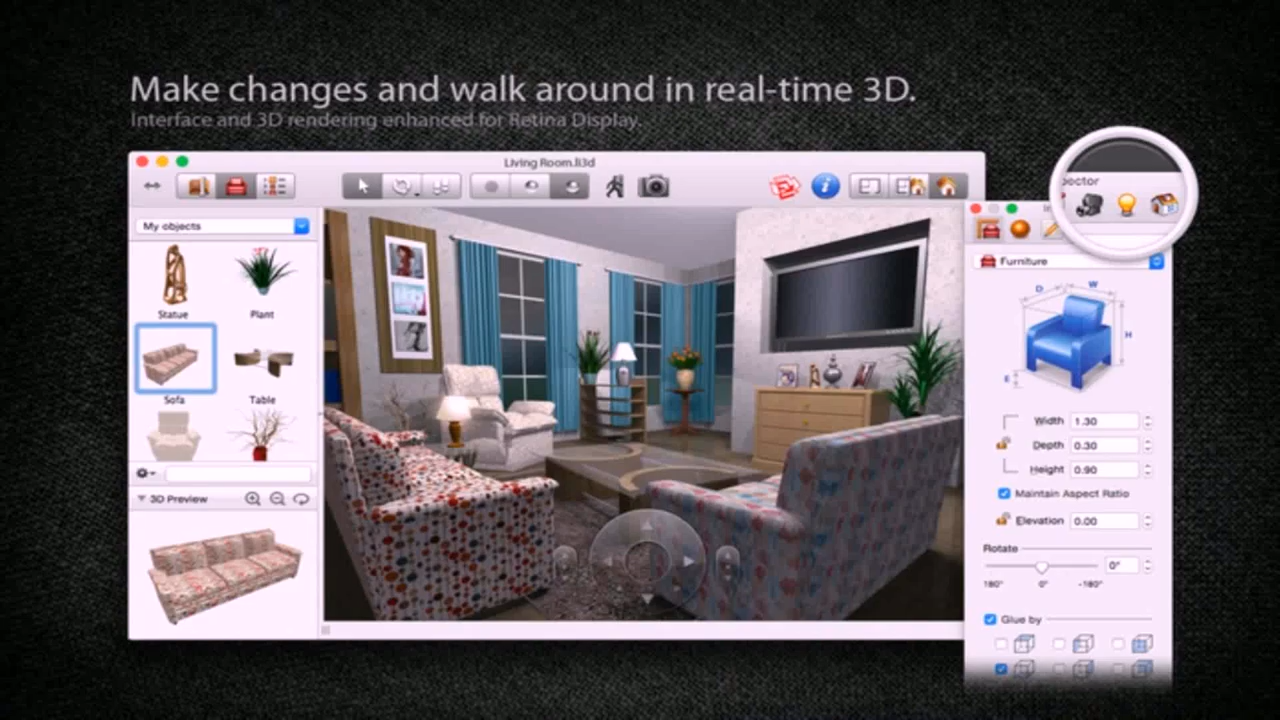 Make changes and walk around in real-time 3D.
Interface and 3D rendering enhanced for Retina Display.
Living Room.li3d
My objects
Statue
Plant
Sofa
Table
3D Preview
Furniture
D
W
H
E
Width 1.30
Depth 0.30
Height 0.90
Maintain Aspect Ratio
Elevation 0.00
Rotate
0°
180° 0° -180°
Glue by